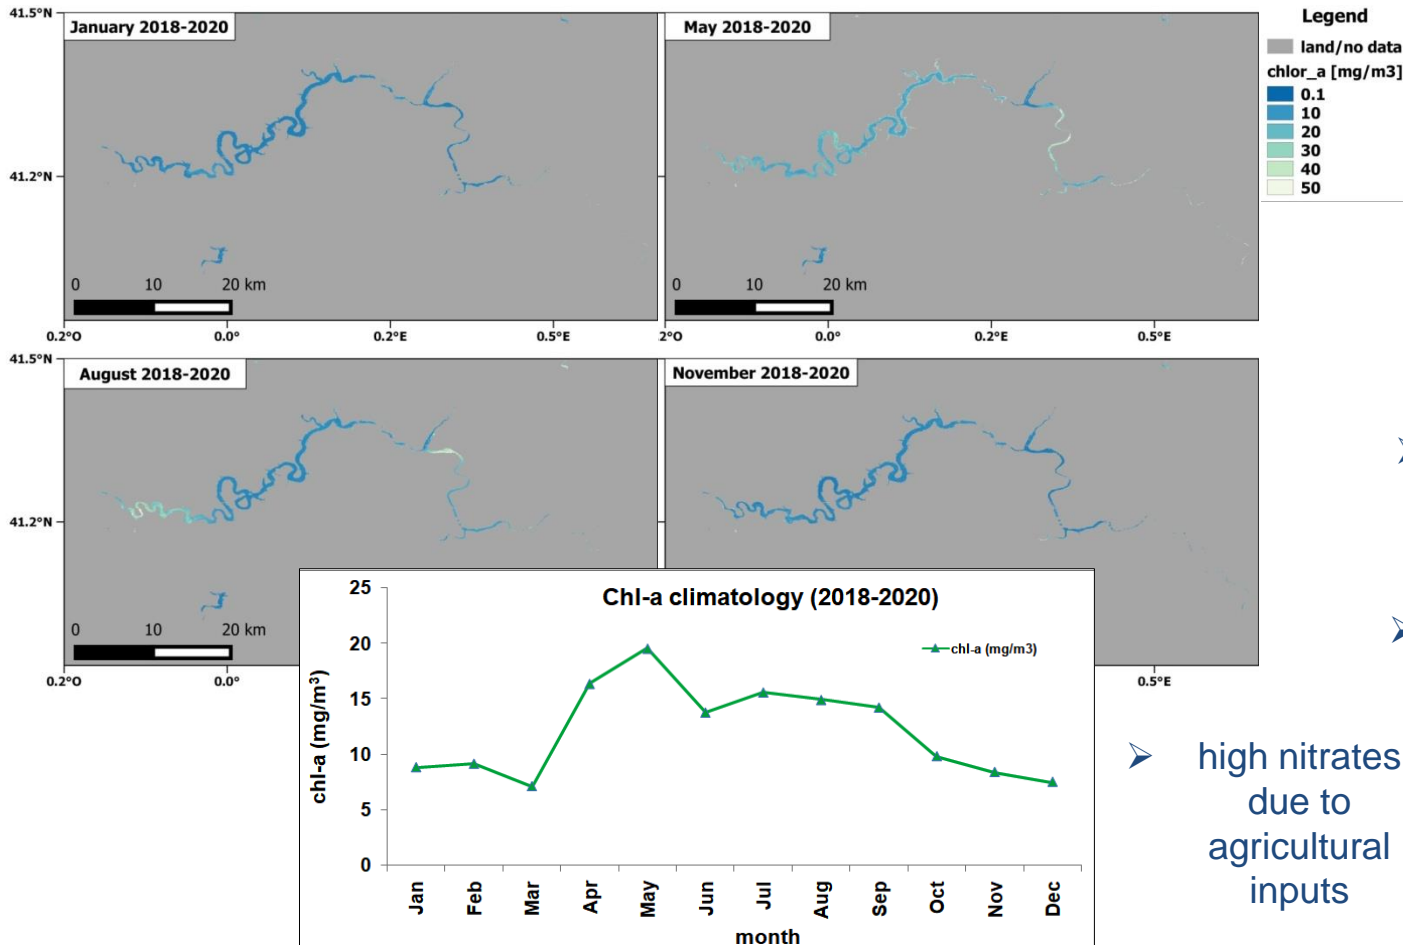 41.5°N
January 2018-2020
41.2°N
0 10 20 km
0.2°O 0.0° 0.2°E 0.5°E
May 2018-2020
0 10 20 km
2°O 0.0° 0.2°E 0.5°E
Legend
land/no data
chlor_a [mg/m3]
0.1
10
20
30
40
50
41.5°N
August 2018-2020
41.2°N
0 10 20 km
0.2°O 0.0°
November 2018-2020
0.5°E
Chl-a climatology (2018-2020)
chl-a (mg/m3)
chl-a (mg/m³)
25
20
15
10
5
0
Jan Feb Mar Apr May Jun Jul Aug Sep Oct Nov Dec
month
➢ high nitrates
due to
agricultural
inputs